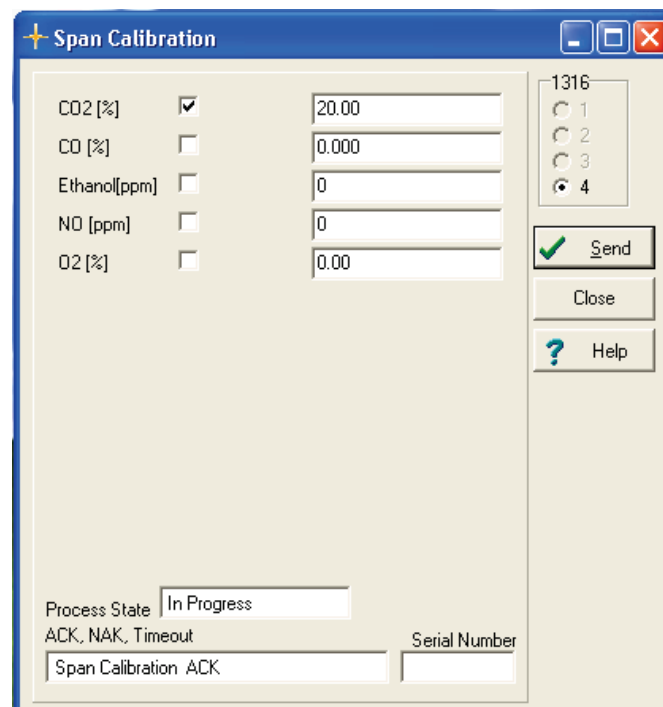 Span Calibration
CO2 [%] 20.00
CO [%] 0.000
Ethanol[ppm] 0
NO [ppm] 0
O2 [%] 0.00
1316
1
2
3
4
Send
Close
? Help
Process State In Progress
ACK, NAK, Timeout Serial Number
Span Calibration ACK